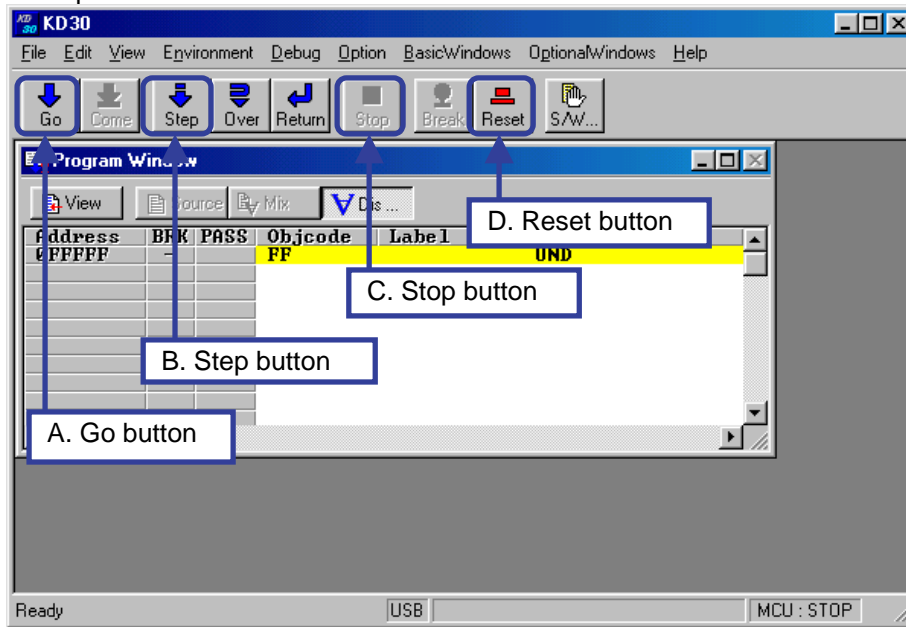 KD30
File Edit View Environment Debug Option BasicWindows OptionalWindows Help
Go Come Step Over Return Stop Break Reset S/W...
Program Window
View Source Mix Dis ...
Address BRK PASS Objcode Label
0FFFFF - FF UND
D. Reset button
C. Stop button
B. Step button
A. Go button
Ready USB MCU : STOP